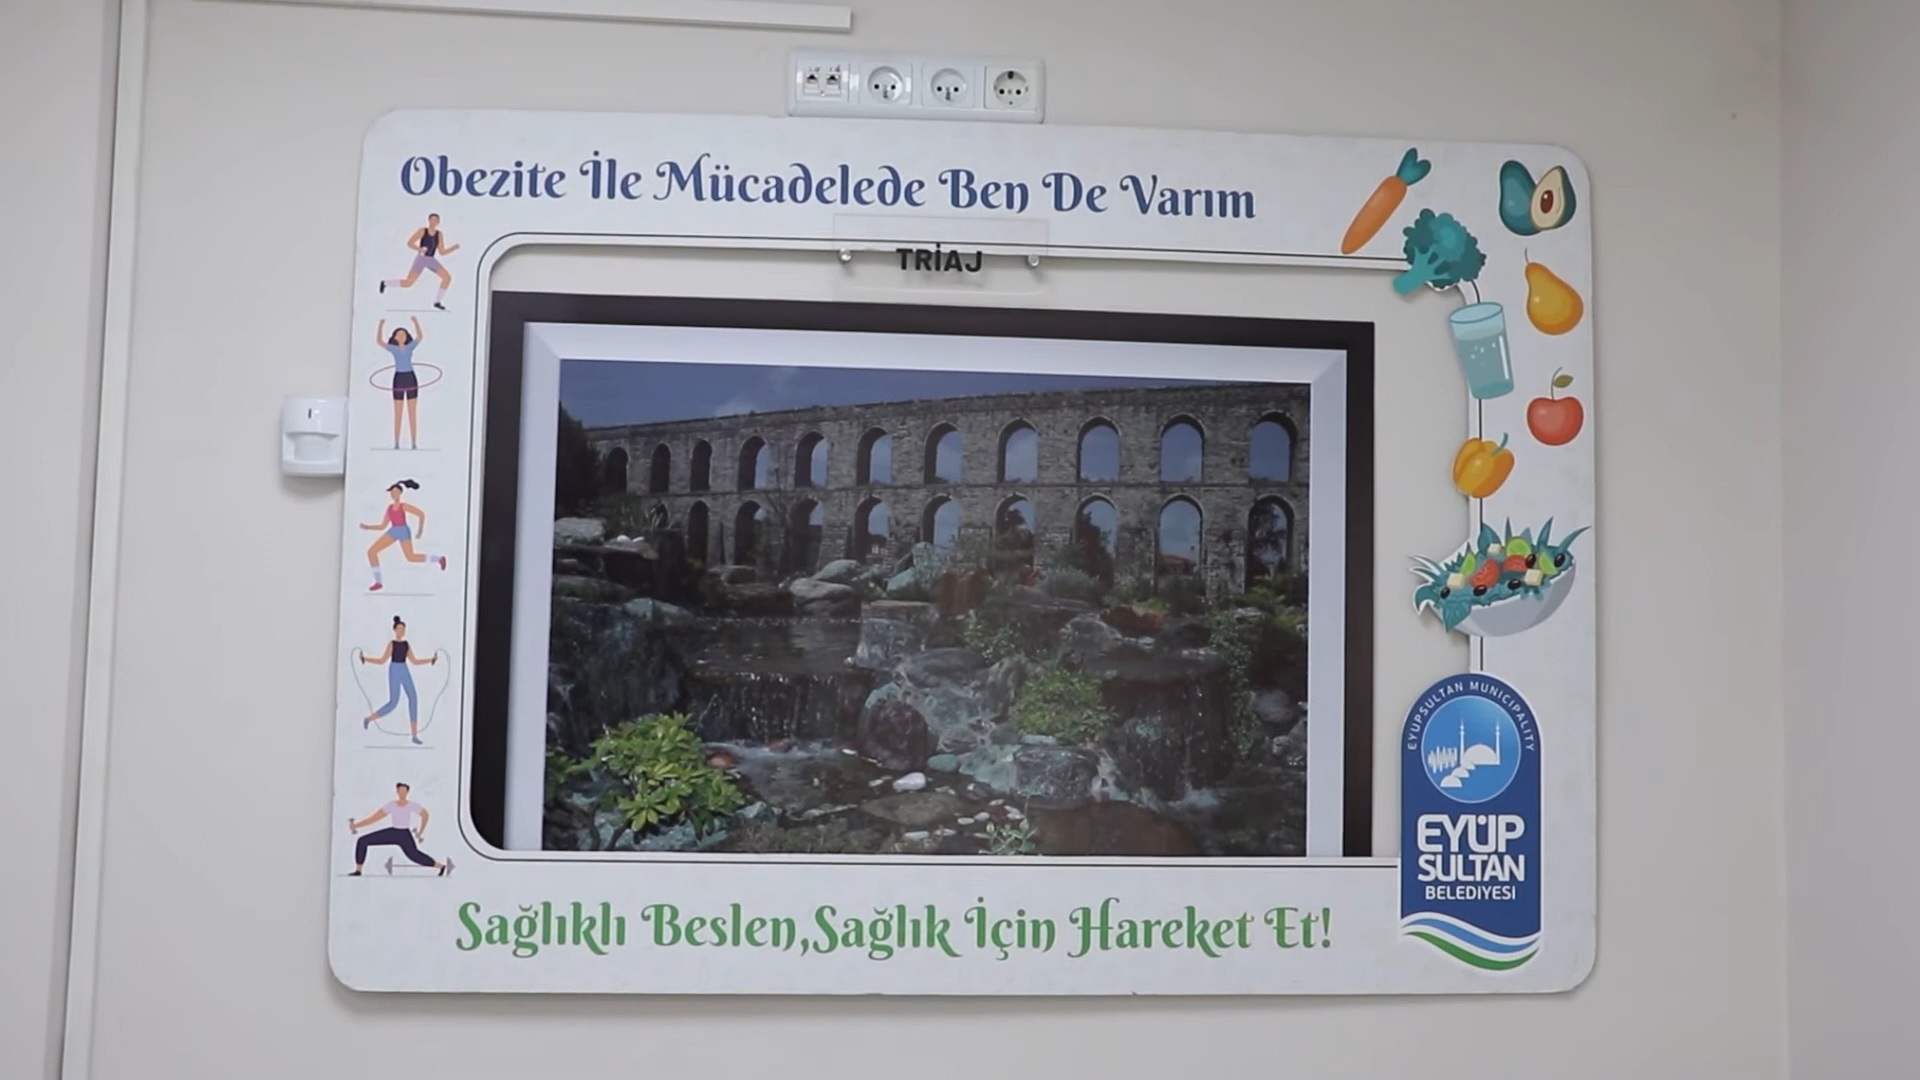 Obezite İle Mücadelede Ben De Varım
TRİAJ
EYÜPSULTAN MUNICIPALITY
EYÜP
SULTAN
BELEDİYESİ
Sağlıklı Beslen,Sağlık İçin Hareket Et!